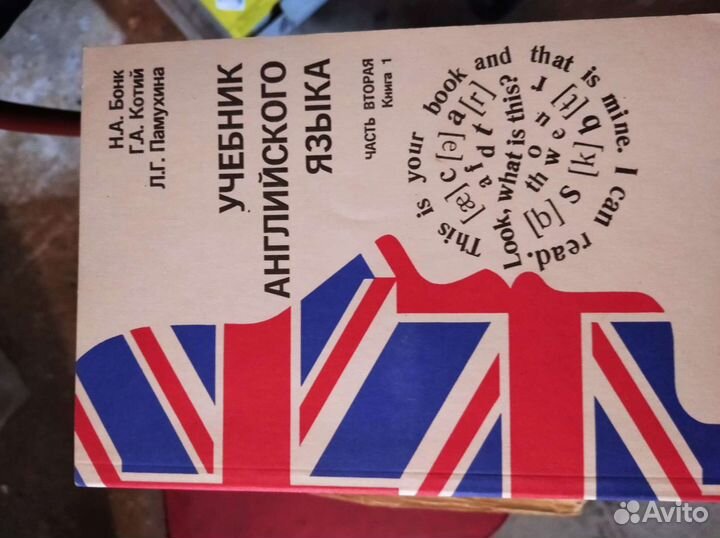 Н.А. Бонк
Г.А. Котий
Л.Г. Памухина
УЧЕБНИК
АНГЛИЙСКОГО
ЯЗЫКА
ЧАСТЬ ВТОРАЯ
Книга 1
This is your book and that is mine. I can read.
Look, what is this?
[æ] c [ə] a [r]
a f d t
th o u r
w e n
[g] S [k] b [t]
Avito